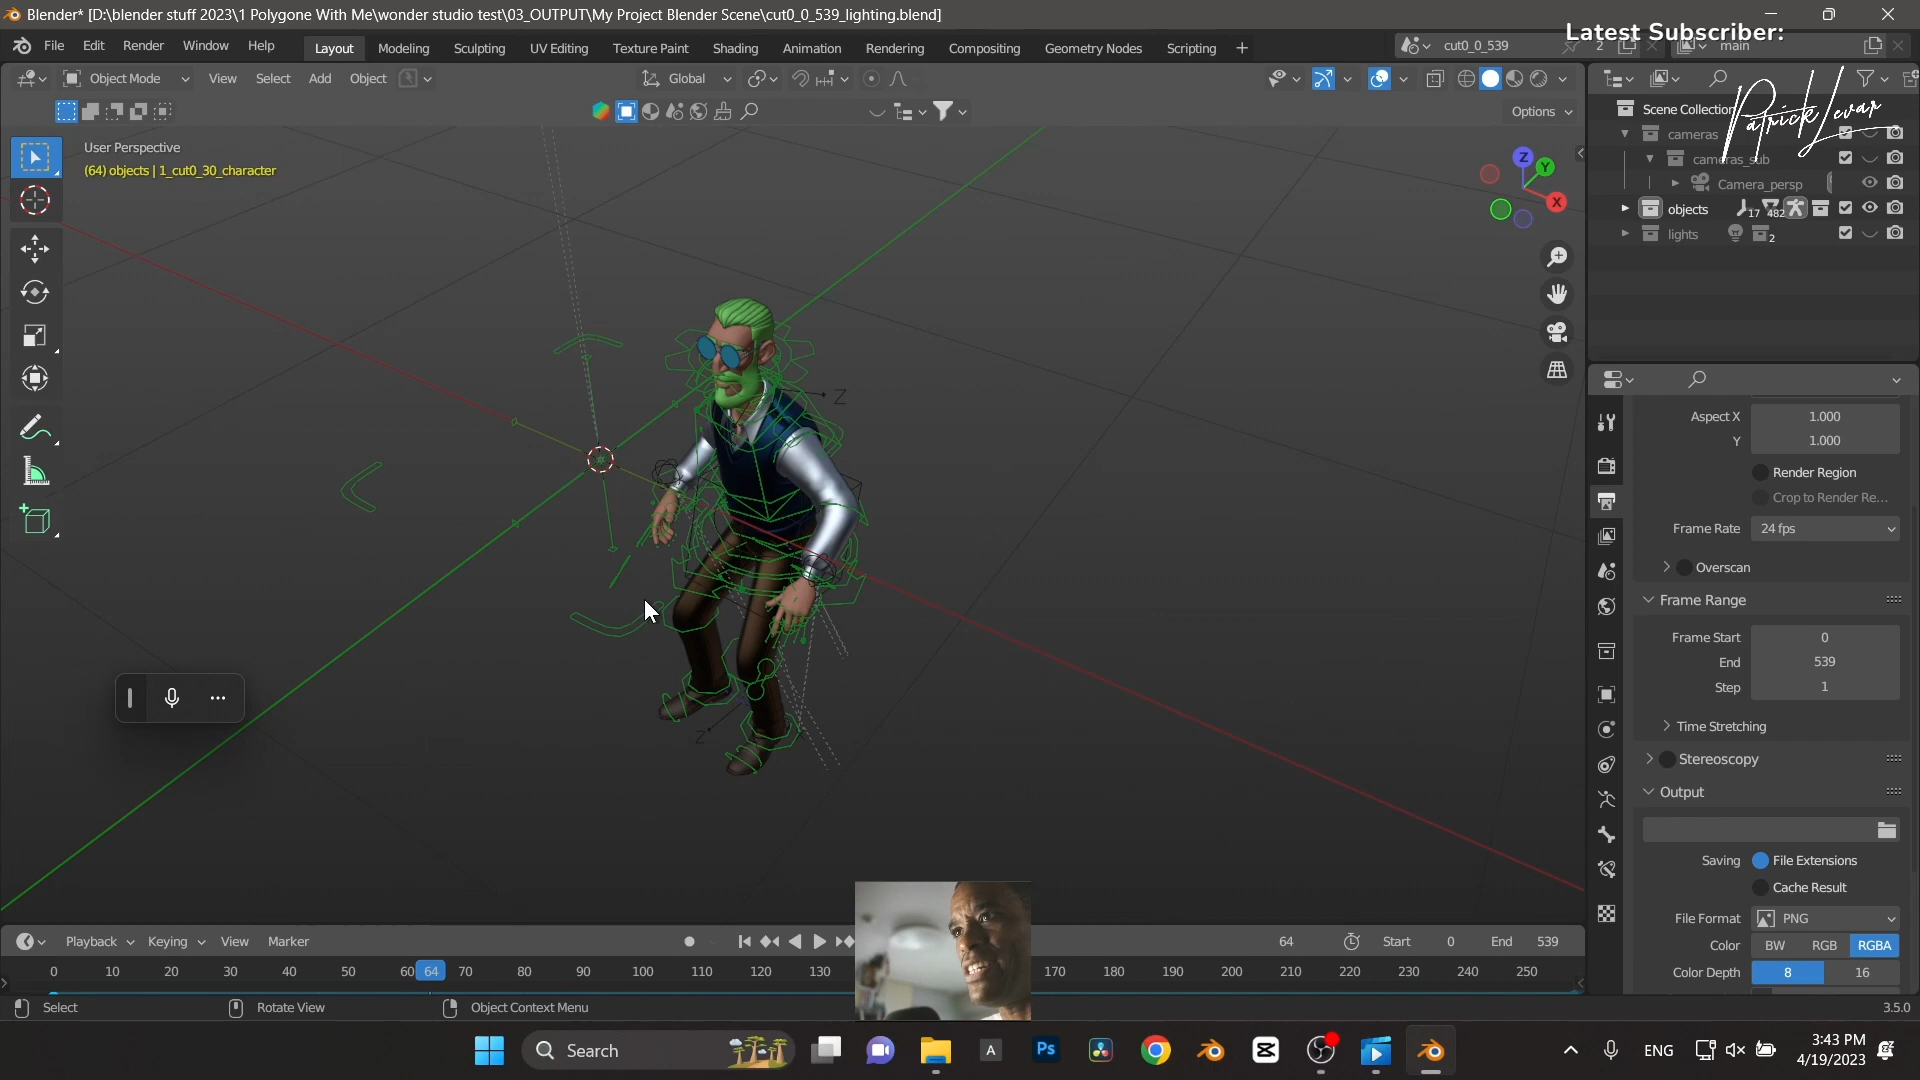 Blender* [D:\blender stuff 2023\1 Polygone With Me\wonder studio test\03_OUTPUT\My Project Blender Scene\cut0_0_539_lighting.blend]
Latest Subscriber:
File Edit Render Window Help Layout Modeling Sculpting UV Editing Texture Paint Shading Animation Rendering Compositing Geometry Nodes Scripting + cut0_0_539 2 main
Object Mode View Select Add Object Global
Options
User Perspective
(64) objects | 1_cut0_30_character
Z
Y
X
Z
Z
Scene Collection
Patrick Levar
cameras
cameras_sub
Camera_persp
objects 17 482
lights 2
Aspect X 1.000
Y 1.000
Render Region
Crop to Render Re...
Frame Rate 24 fps
Overscan
Frame Range
Frame Start 0
End 539
Step 1
Time Stretching
Stereoscopy
Output
Saving File Extensions
Cache Result
File Format PNG
Color BW RGB RGBA
Color Depth 8 16
Playback Keying View Marker 64 Start 0 End 539
0 10 20 30 40 50 60 64 70 80 90 100 110 120 130 170 180 190 200 210 220 230 240 250
Select Rotate View Object Context Menu 3.5.0
Search A Ps ENG 3:43 PM
4/19/2023